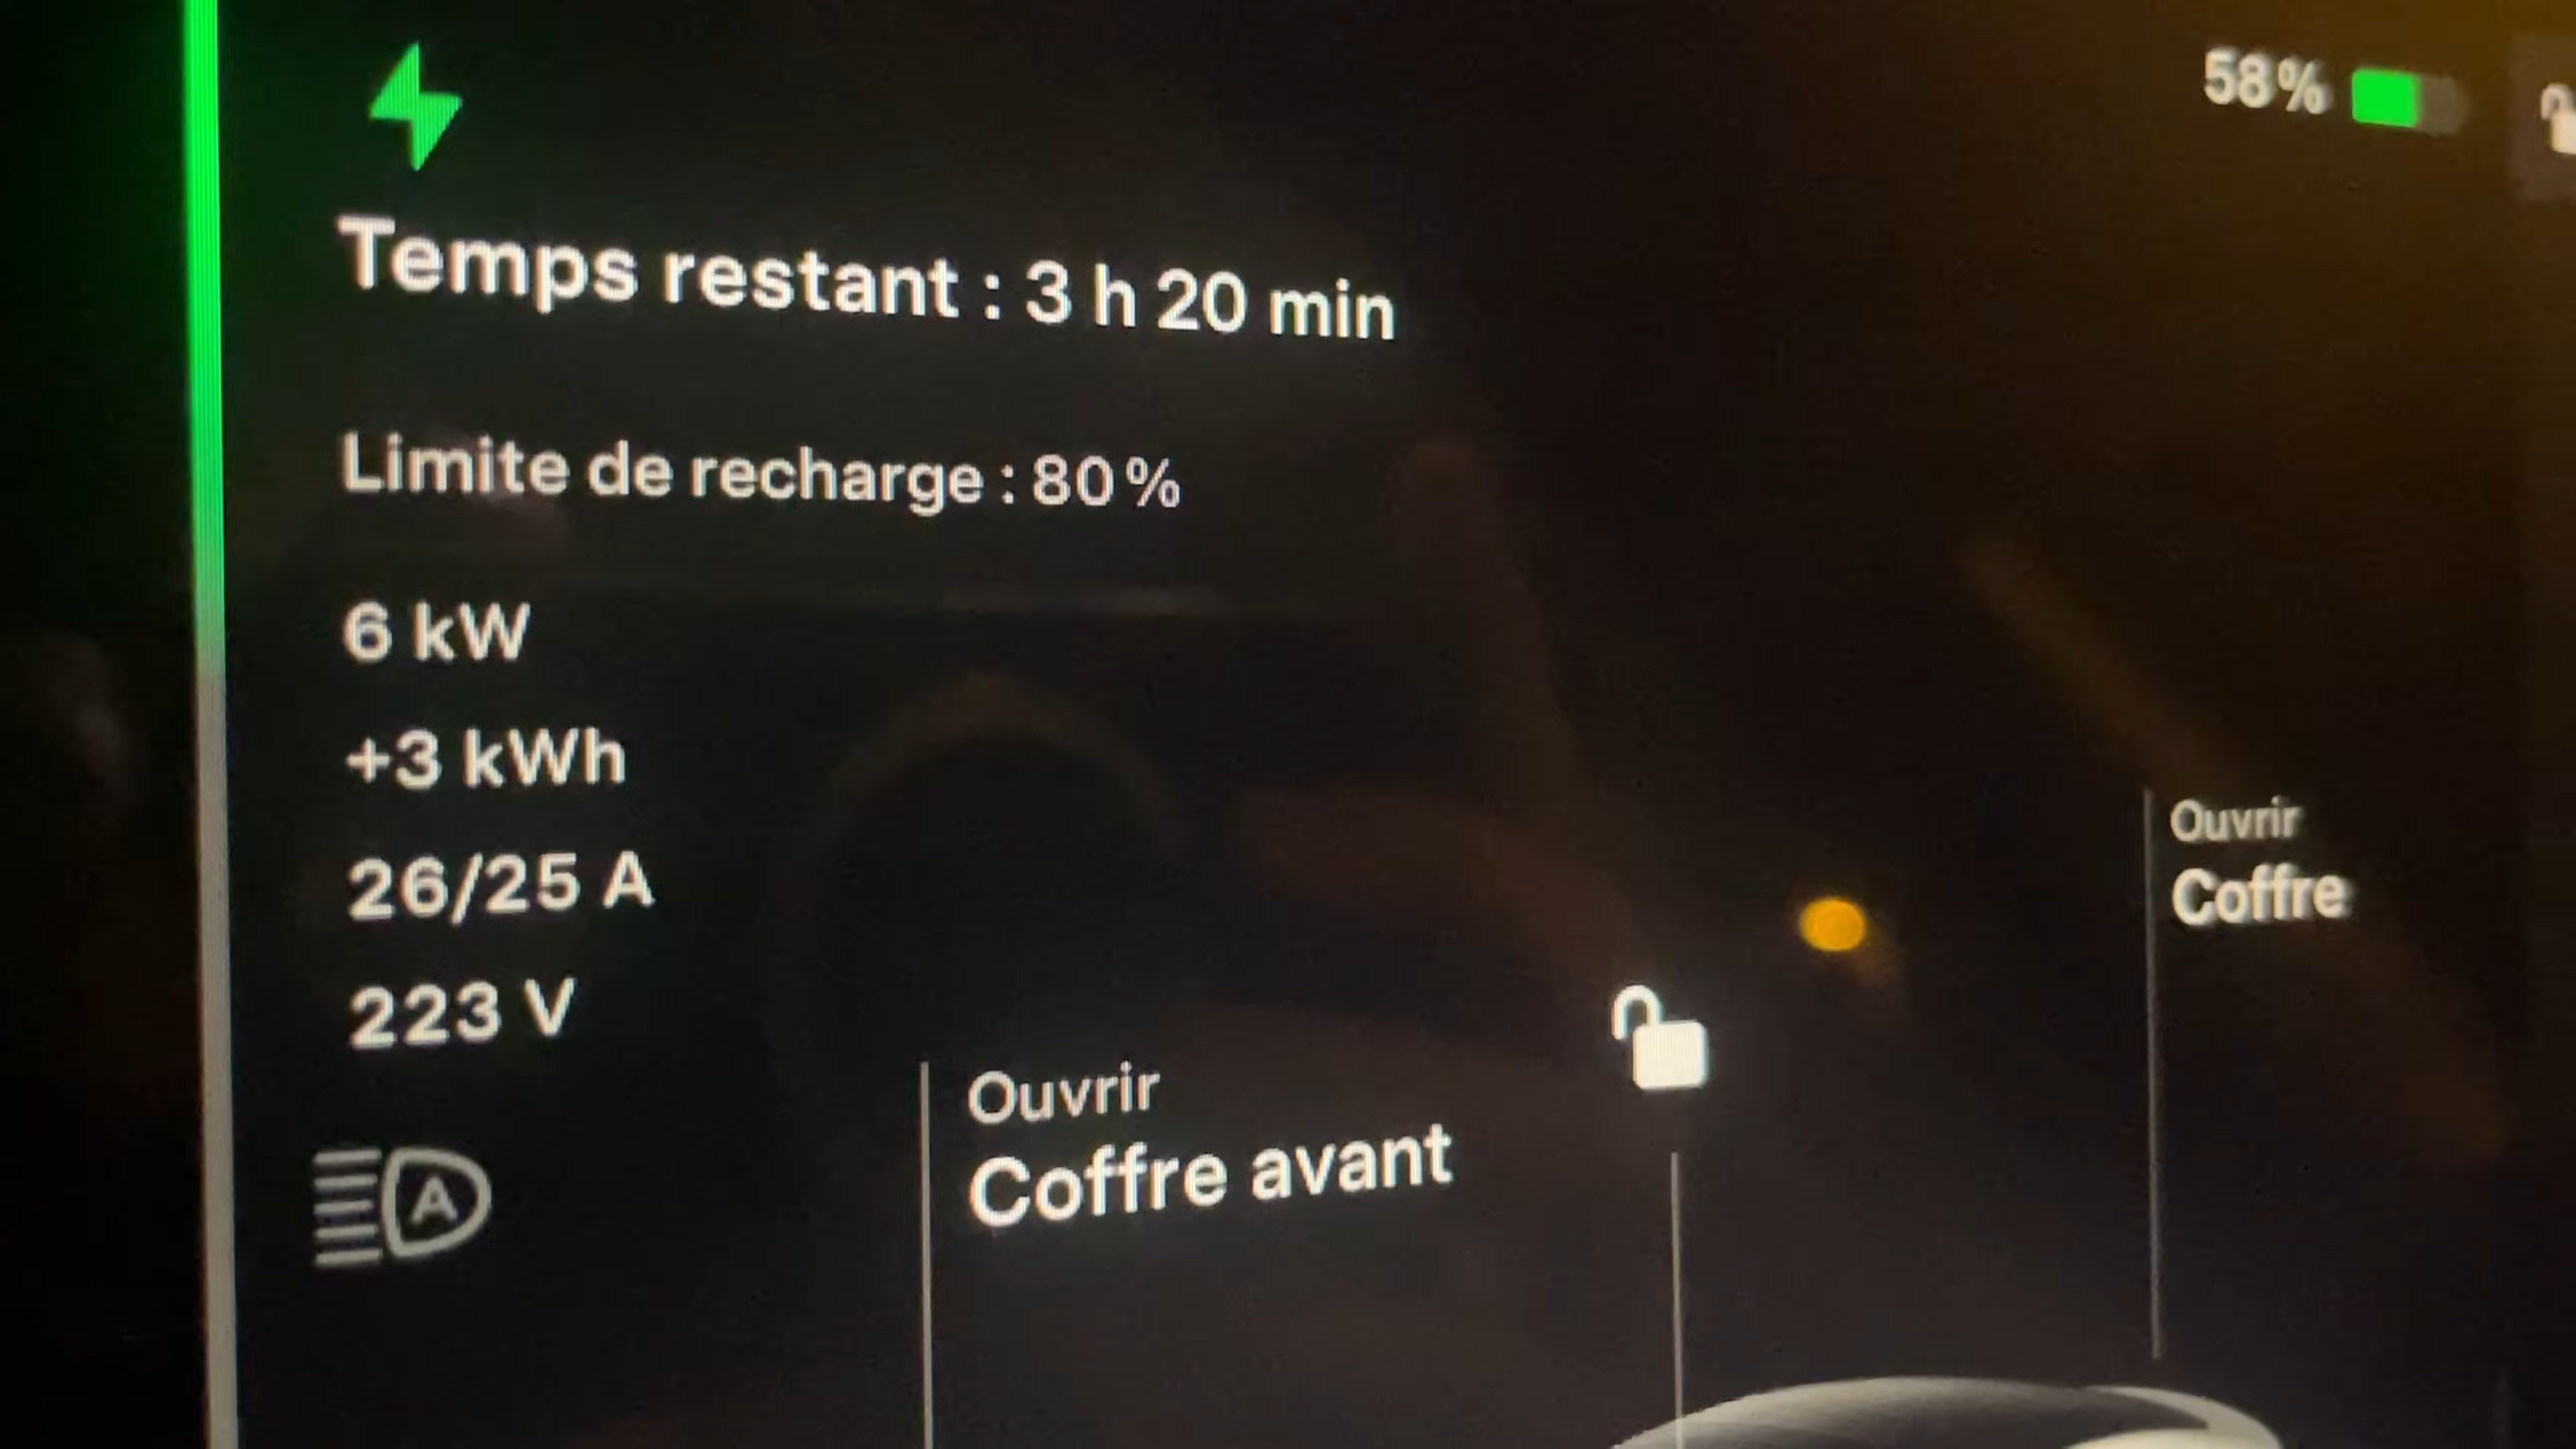 58%
Temps restant : 3 h 20 min
Limite de recharge : 80 %
6 kW
+3 kWh
26/25 A
223 V
Ouvrir
Coffre
Ouvrir
Coffre avant
A